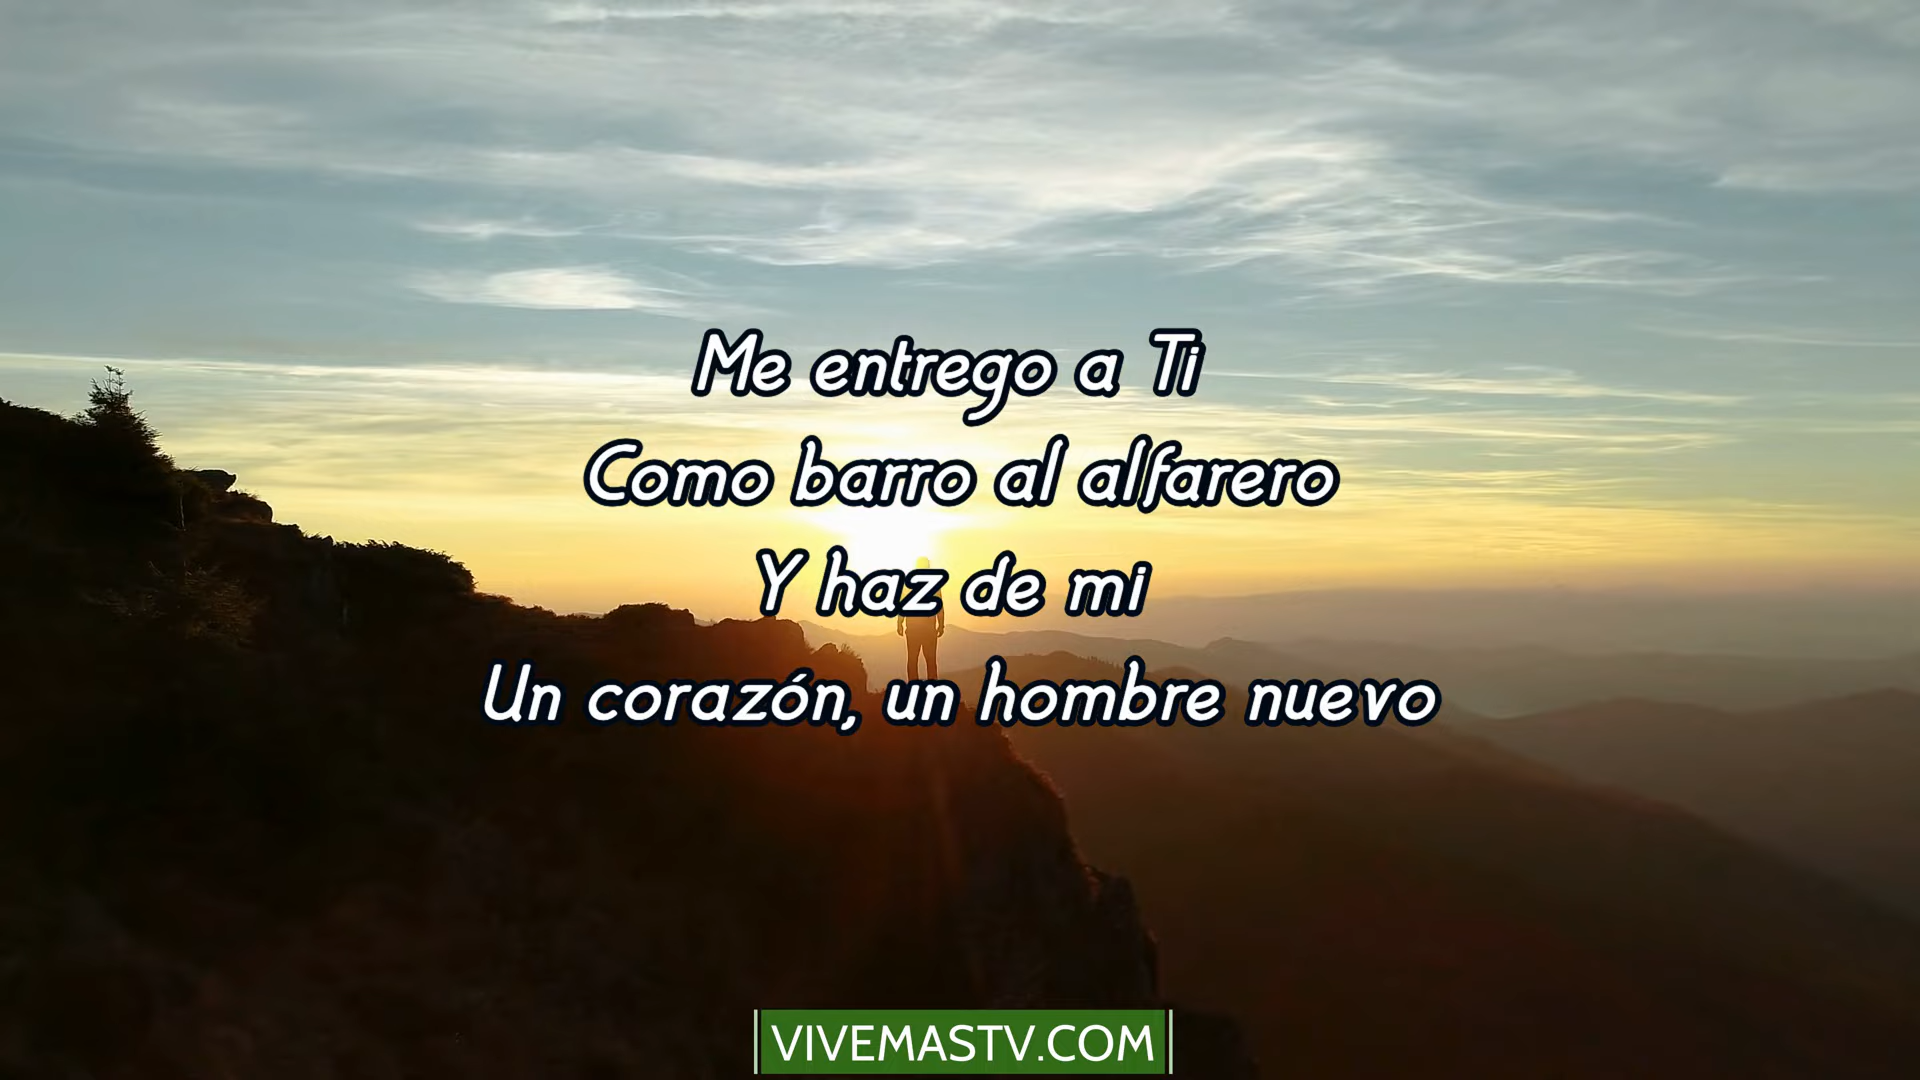 Me entrego a Ti
Como barro al alfarero
Y haz de mi
Un corazón, un hombre nuevo
VIVEMASTV.COM